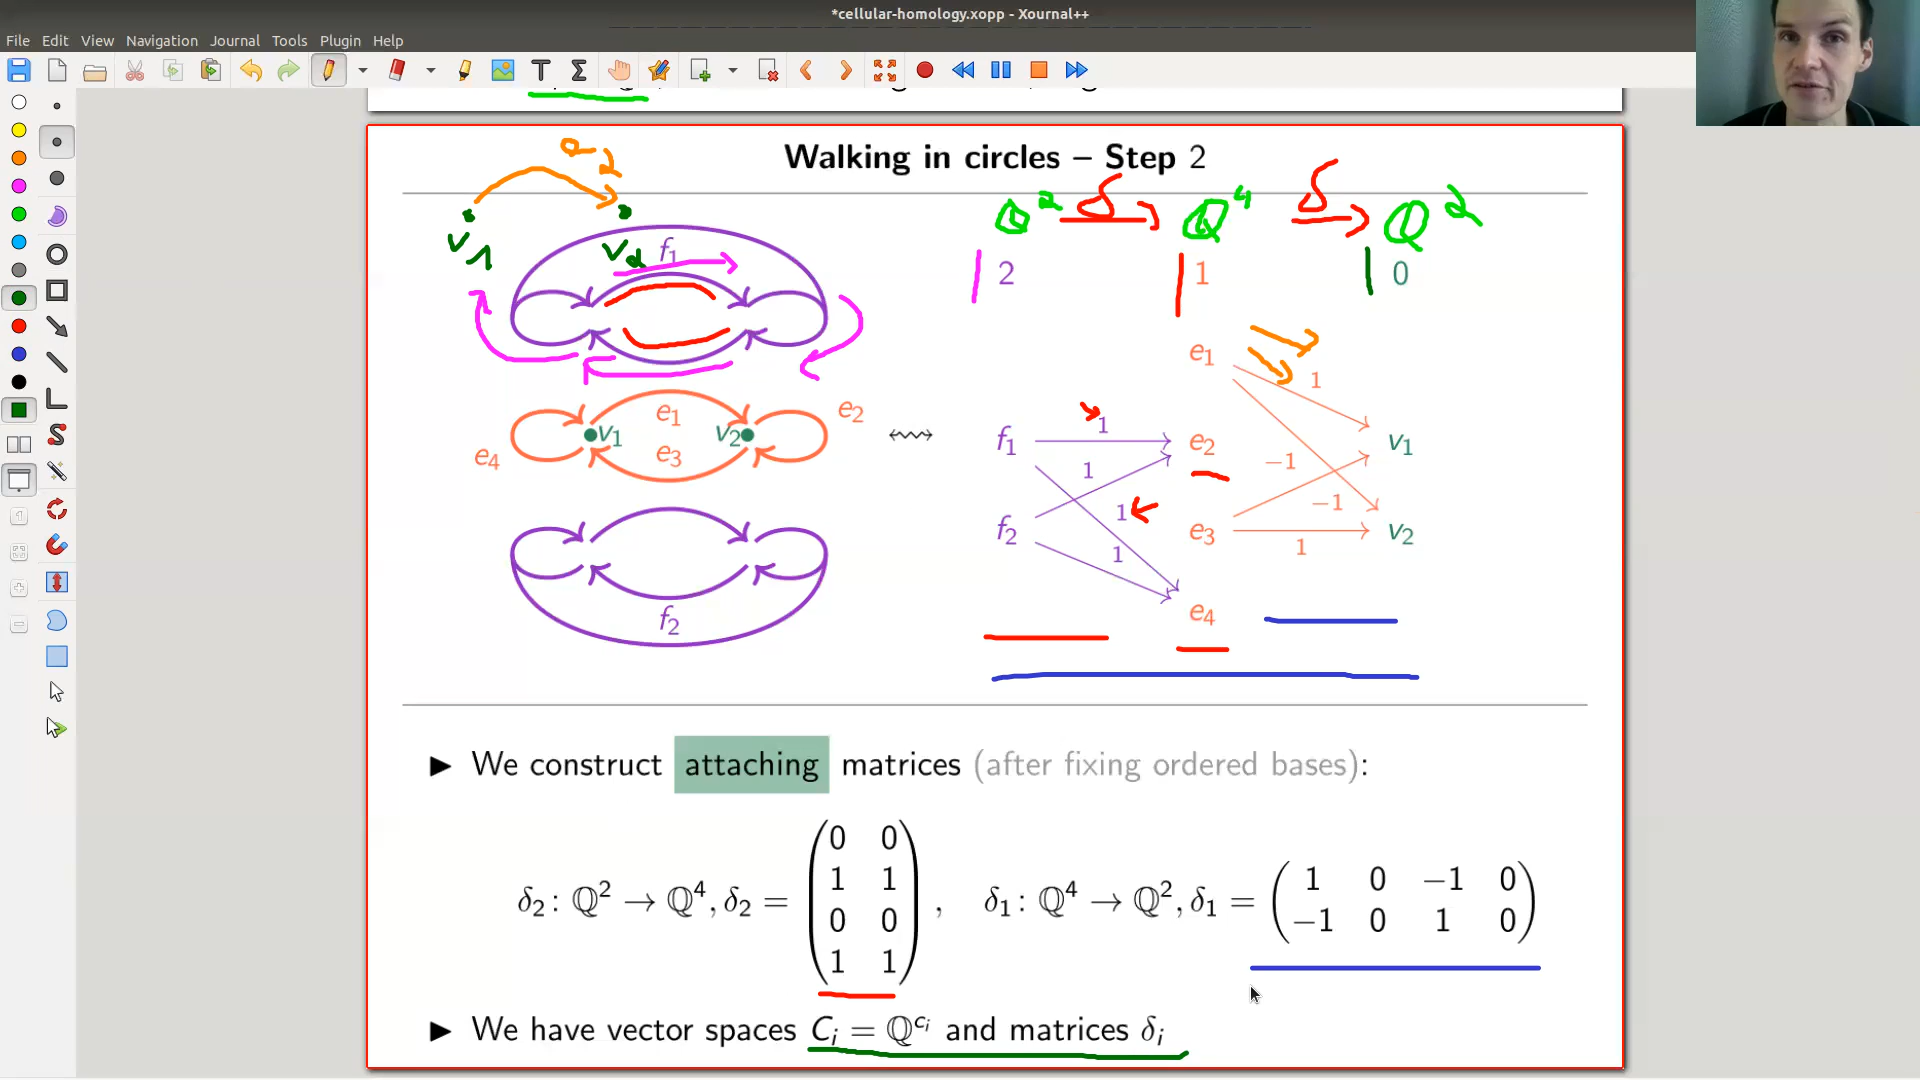 *cellular-homology.xopp - Xournal++
File Edit View Navigation Journal Tools Plugin Help
Walking in circles – Step 2
a 2
v1 v2 f1
ℚ² δ ℚ⁴ δ ℚ²
2 1 0
e1 e2 e3 e4 v1 v2
f2
f1 f2
e1 e2 e3 e4
v1 v2
1 1 1 1
1 −1 −1 1
▶ We construct attaching matrices (after fixing ordered bases):
δ2 : ℚ² → ℚ⁴, δ2 = (0 0
1 1
0 0
1 1) , δ1 : ℚ⁴ → ℚ², δ1 = (1 0 −1 0
−1 0 1 0)
▶ We have vector spaces Ci = ℚ^ci and matrices δi